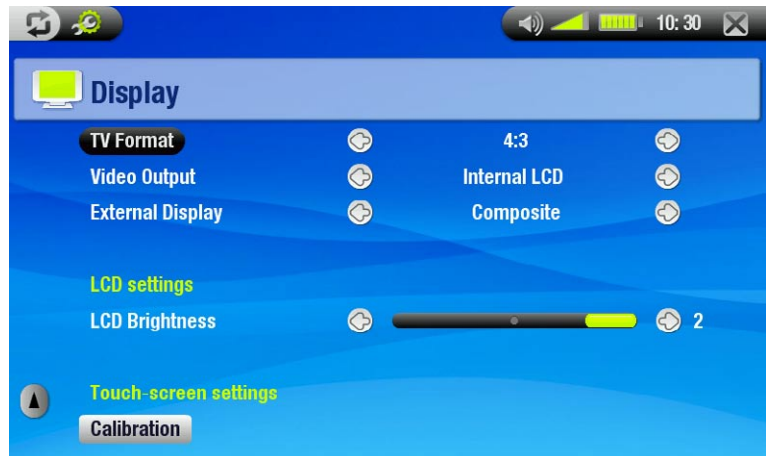 10:30
Display
TV Format 4:3
Video Output Internal LCD
External Display Composite
LCD settings
LCD Brightness 2
Touch-screen settings
Calibration